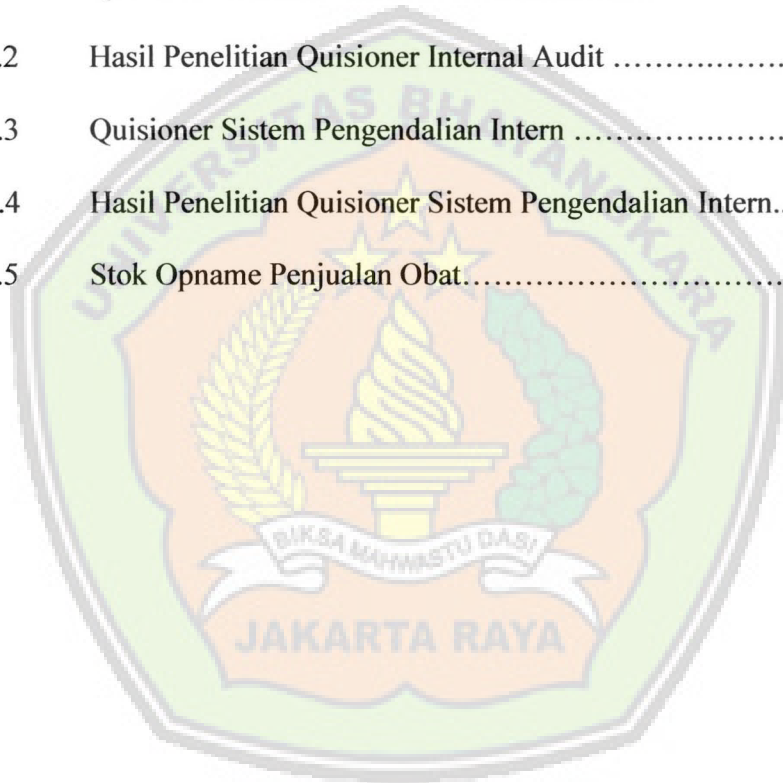 .2 Hasil Penelitian Quisioner Internal Audit ………………
.3 Quisioner Sistem Pengendalian Intern …………………
.4 Hasil Penelitian Quisioner Sistem Pengendalian Intern..
.5 Stok Opname Penjualan Obat……………………………
UNIVERSITAS BHAYANGKARA
BIKSA MAHWASTU DASI
JAKARTA RAYA